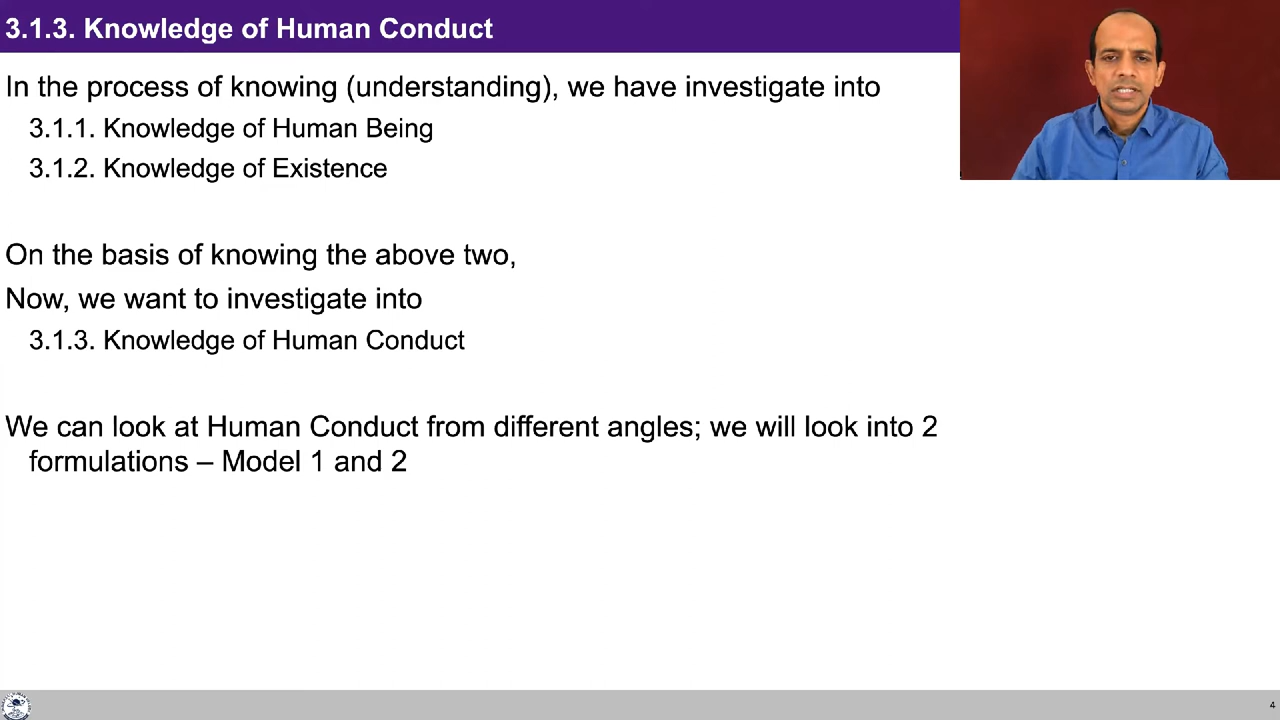 3.1.3. Knowledge of Human Conduct
In the process of knowing (understanding), we have investigate into
3.1.1. Knowledge of Human Being
3.1.2. Knowledge of Existence
On the basis of knowing the above two,
Now, we want to investigate into
3.1.3. Knowledge of Human Conduct
We can look at Human Conduct from different angles; we will look into 2
formulations – Model 1 and 2
4